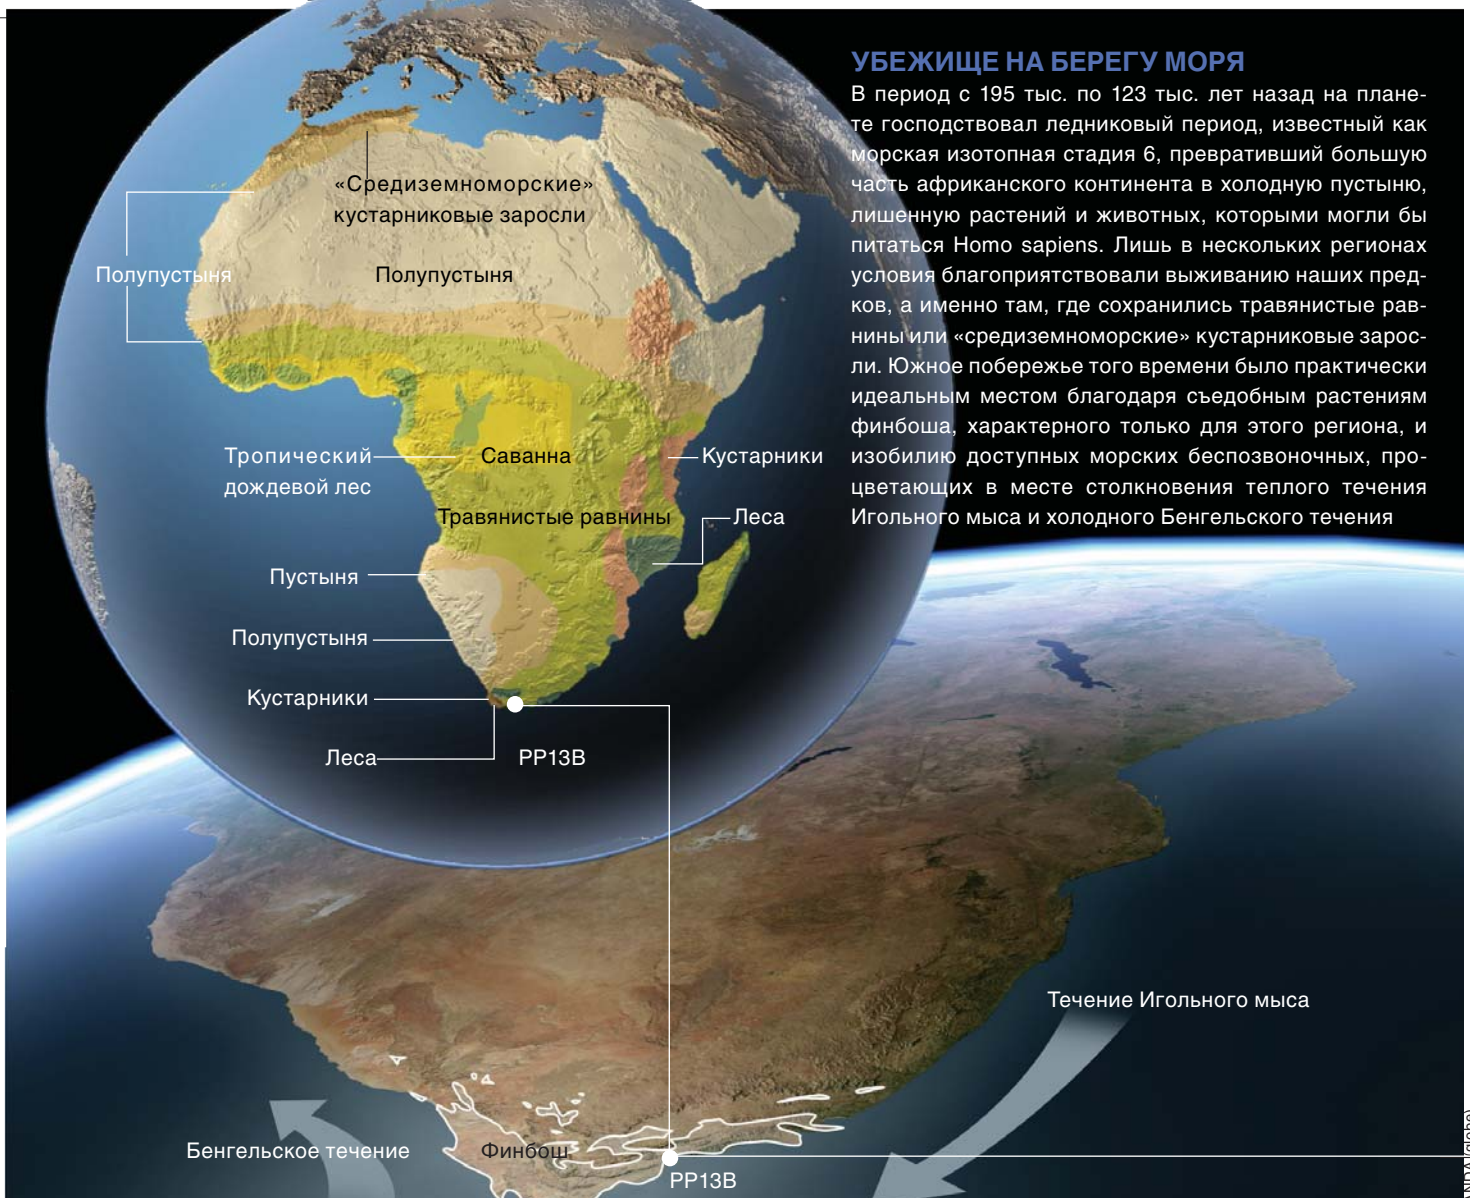 УБЕЖИЩЕ НА БЕРЕГУ МОРЯ
В период с 195 тыс. по 123 тыс. лет назад на плане-
те господствовал ледниковый период, известный как
морская изотопная стадия 6, превративший большую
часть африканского континента в холодную пустыню,
лишенную растений и животных, которыми могли бы
питаться Homo sapiens. Лишь в нескольких регионах
условия благоприятствовали выживанию наших пред-
ков, а именно там, где сохранились травянистые рав-
нины или «средиземноморские» кустарниковые зарос-
ли. Южное побережье того времени было практически
идеальным местом благодаря съедобным растениям
финбоша, характерного только для этого региона, и
изобилию доступных морских беспозвоночных, про-
цветающих в месте столкновения теплого течения
Игольного мыса и холодного Бенгельского течения
«Средиземноморские»
кустарниковые заросли
Полупустыня
Полупустыня
Тропический
дождевой лес
Саванна
Кустарники
Травянистые равнины
Леса
Пустыня
Полупустыня
Кустарники
Леса
PP13B
Течение Игольного мыса
Бенгельское течение
Финбош
PP13B